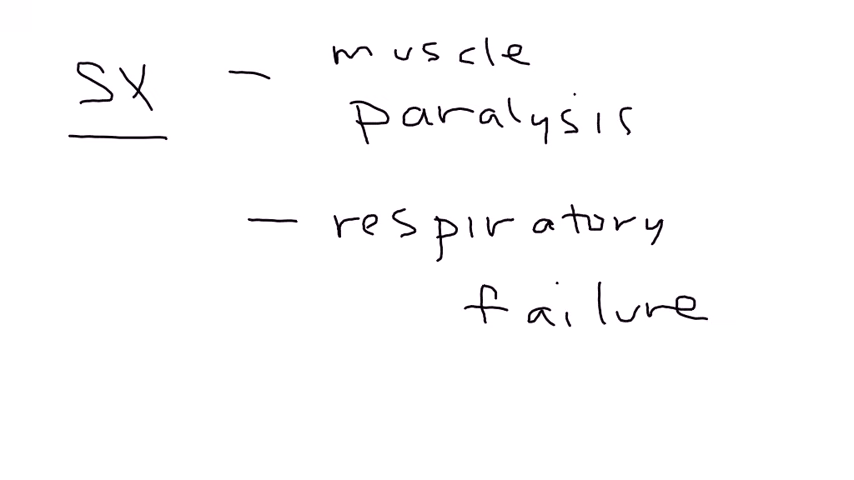 SX - muscle
paralysis
- respiratory
failure